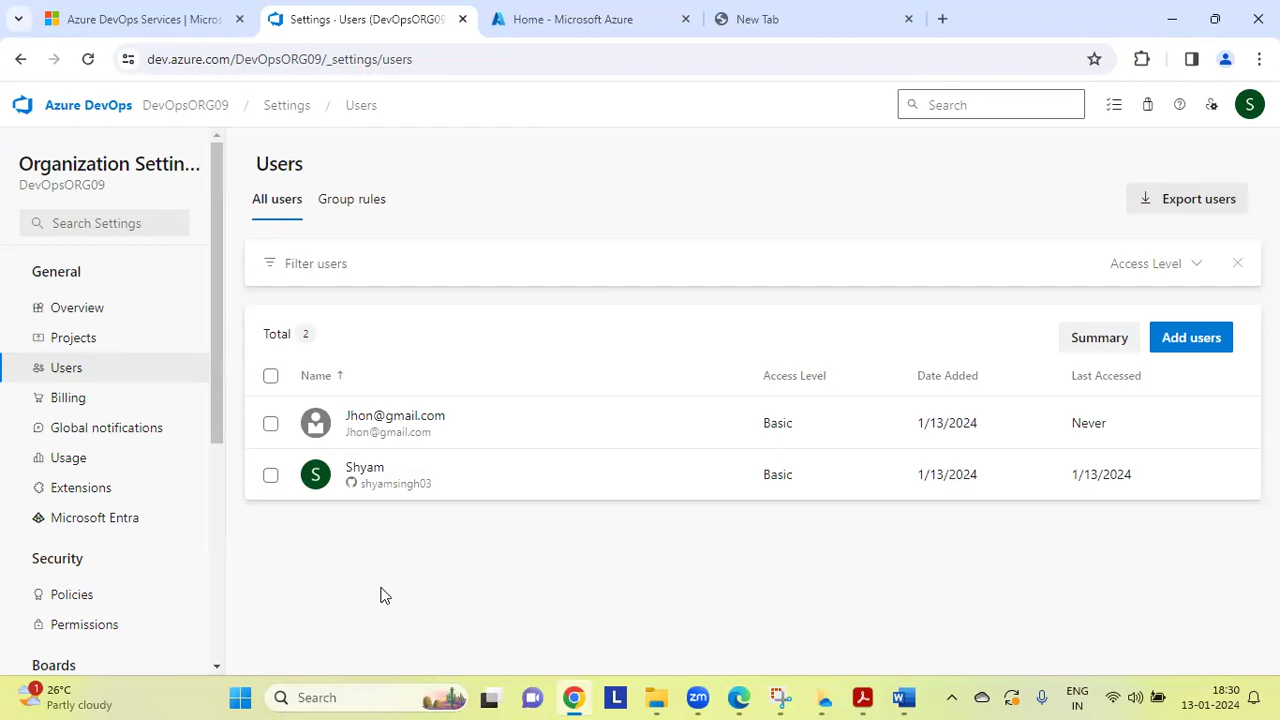 Azure DevOps Services | Micros
Settings · Users (DevOpsORG09
Home - Microsoft Azure
New Tab
dev.azure.com/DevOpsORG09/_settings/users
Azure DevOps DevOpsORG09 / Settings / Users
Search
S
Organization Settin...
DevOpsORG09
Search Settings
General
Overview
Projects
Users
Billing
Global notifications
Usage
Extensions
Microsoft Entra
Security
Policies
Permissions
Boards
Users
All users Group rules
Export users
Filter users
Access Level
Total 2
Summary
Add users
Name ↑ Access Level Date Added Last Accessed
Jhon@gmail.com Basic 1/13/2024 Never
Jhon@gmail.com
S Shyam Basic 1/13/2024 1/13/2024
shyamsingh03
1
26°C
Partly cloudy
Search
L
zm
W
ENG
IN
18:30
13-01-2024